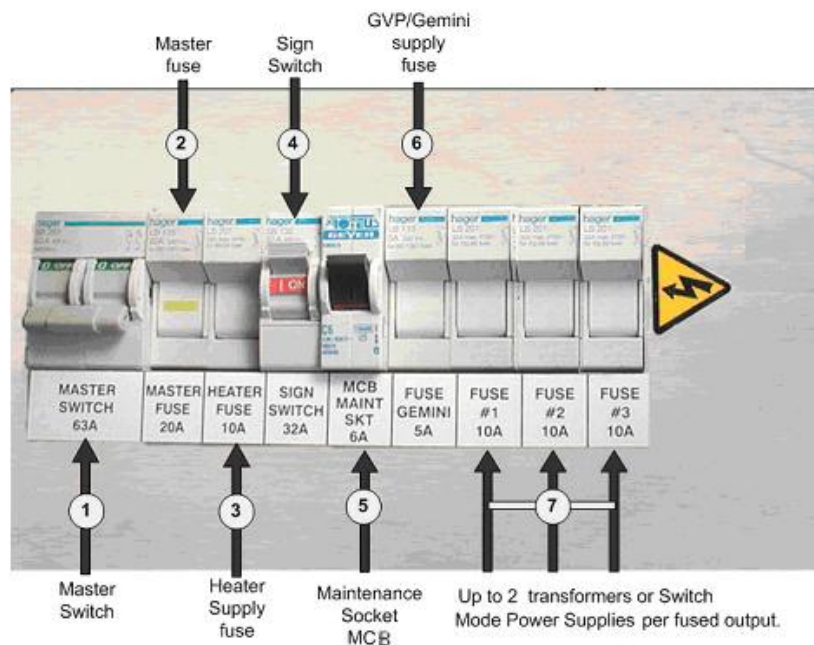 GVP/Gemini
supply
fuse
Master
fuse
Sign
Switch
2
4
6
hager
hager
hager
hager
hager
hager
hager
GEYER
O OFF
O OFF
I ON
C6
MASTER
SWITCH
63A
MASTER
FUSE
20A
HEATER
FUSE
10A
SIGN
SWITCH
32A
MCB
MAINT
SKT
6A
FUSE
GEMINI
5A
FUSE
#1
10A
FUSE
#2
10A
FUSE
#3
10A
1
3
5
7
Master
Switch
Heater
Supply
fuse
Maintenance
Socket
MCB
Up to 2 transformers or Switch
Mode Power Supplies per fused output.